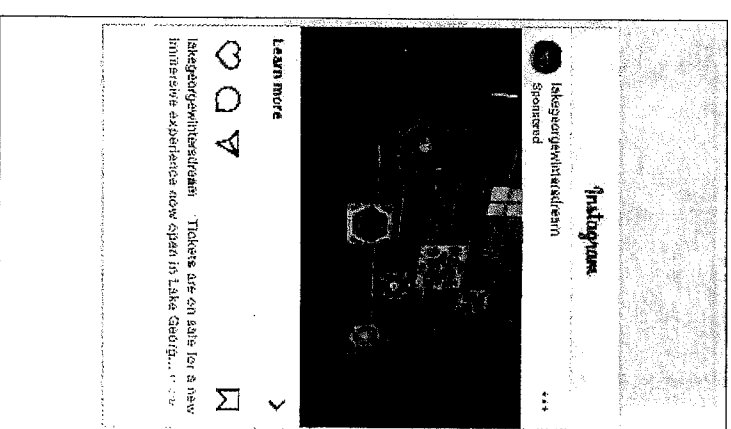 Instagram
lakegeorgewintersdream
Sponsored
Learn more
lakegeorgewintersdream Tickets are on sale for a new
immersive experience now open in Lake Georg...